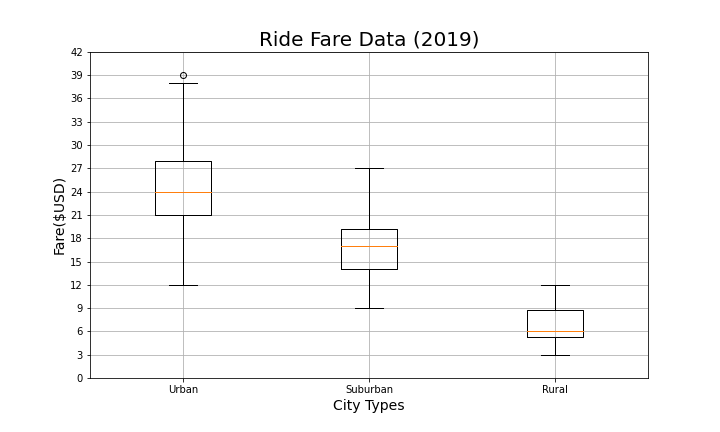 Ride Fare Data (2019)
42
39
36
33
30
27
24
21
18
15
12
9
6
3
0
Fare($USD)
Urban
Suburban
Rural
City Types